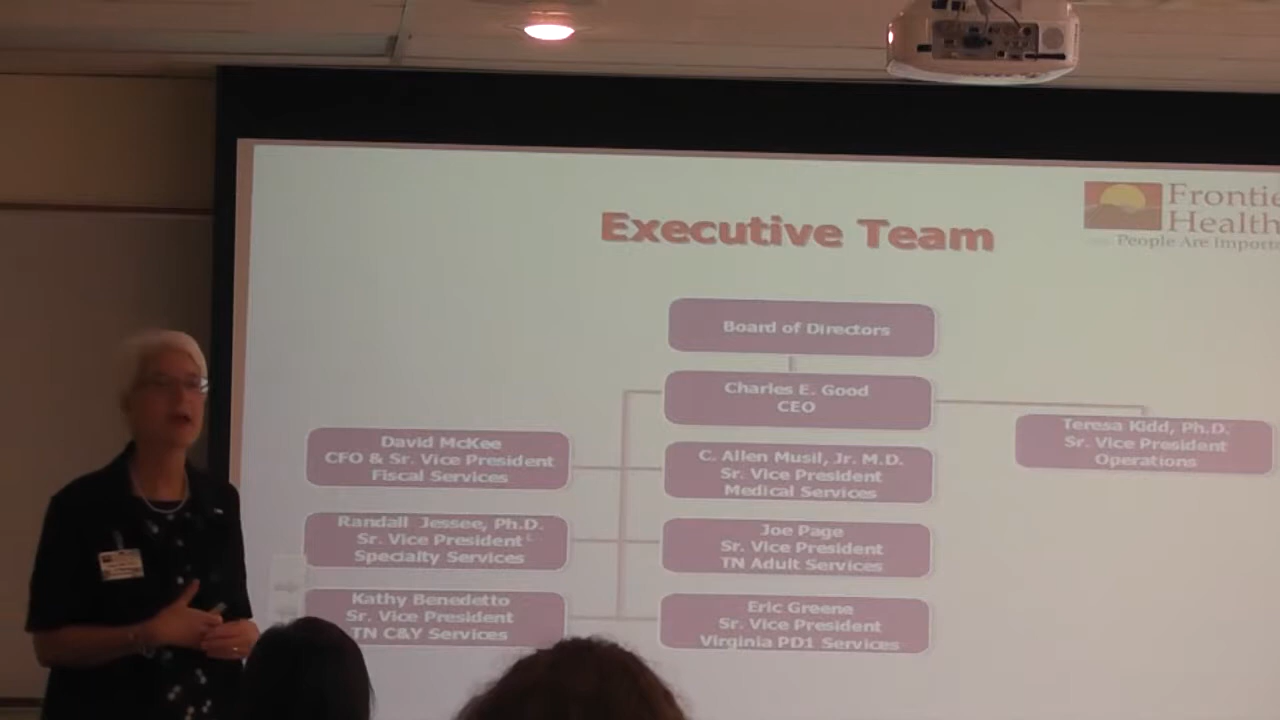 Executive Team
Frontie
Health
People Are Importa
Board of Directors
Charles E. Good
CEO
Teresa Kidd, Ph.D.
Sr. Vice President
Operations
David McKee
CFO & Sr. Vice President
Fiscal Services
C. Allen Musil, Jr. M.D.
Sr. Vice President
Medical Services
Randall Jessee, Ph.D.
Sr. Vice President
Specialty Services
Joe Page
Sr. Vice President
TN Adult Services
Kathy Benedetto
Sr. Vice President
TN C&Y Services
Eric Greene
Sr. Vice President
Virginia PD1 Services